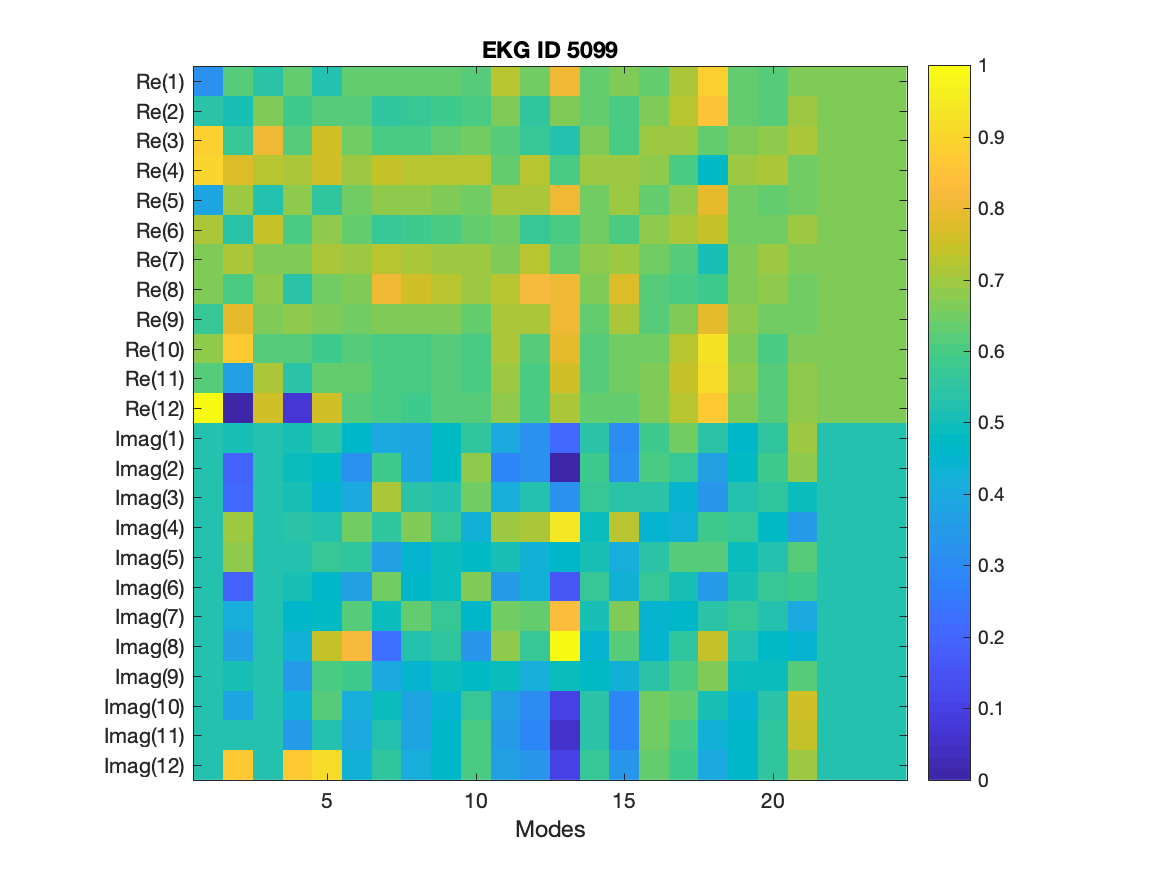 EKG ID 5099
Re(1)
Re(2)
Re(3)
Re(4)
Re(5)
Re(6)
Re(7)
Re(8)
Re(9)
Re(10)
Re(11)
Re(12)
Imag(1)
Imag(2)
Imag(3)
Imag(4)
Imag(5)
Imag(6)
Imag(7)
Imag(8)
Imag(9)
Imag(10)
Imag(11)
Imag(12)
5 10 15 20
Modes
1
0.9
0.8
0.7
0.6
0.5
0.4
0.3
0.2
0.1
0